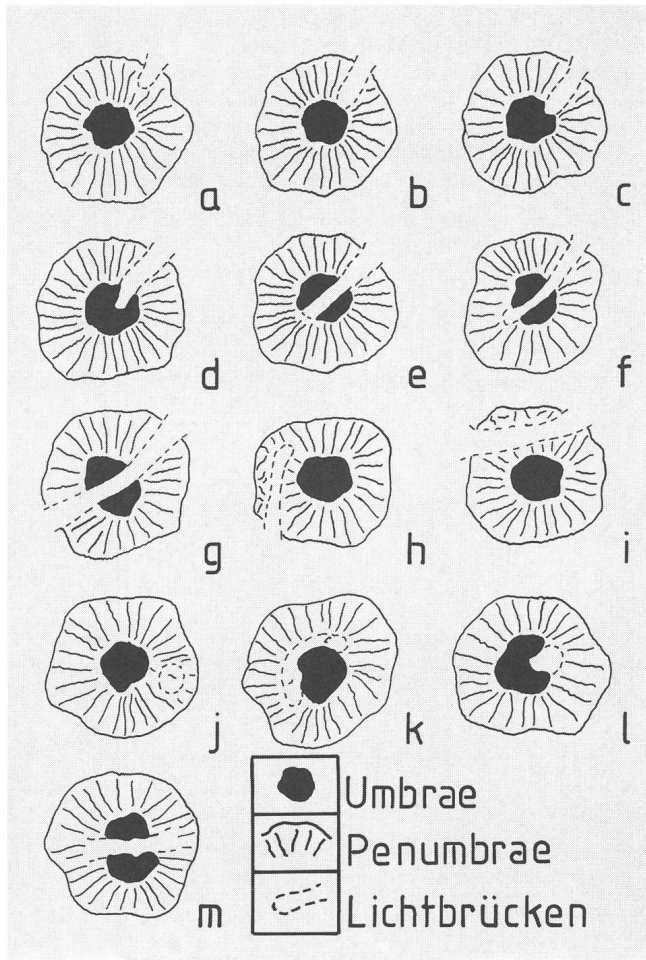 a b c
d e f
g h i
j k l
m
Umbrae
Penumbrae
Lichtbrücken